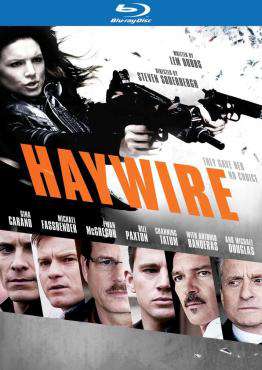 Blu-ray Disc
WRITTEN BY
LEM DOBBS
DIRECTED BY
STEVEN SODERBERGH
THEY LEFT HER
NO CHOICE
HAYWIRE
GINA
CARANO
MICHAEL
FASSBENDER
EWAN
McGREGOR
BILL
PAXTON
CHANNING
TATUM
WITH ANTONIO
BANDERAS
AND MICHAEL
DOUGLAS